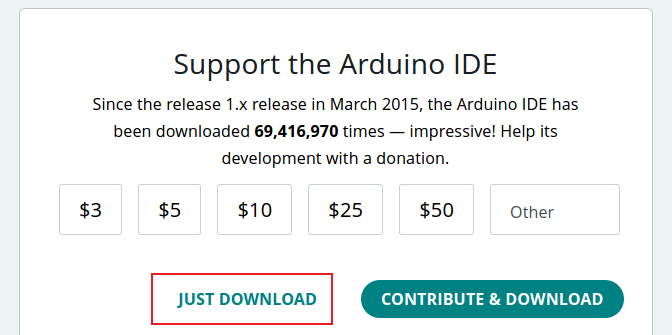 Support the Arduino IDE
Since the release 1.x release in March 2015, the Arduino IDE has
been downloaded 69,416,970 times — impressive! Help its
development with a donation.
$3 $5 $10 $25 $50 Other
JUST DOWNLOAD CONTRIBUTE & DOWNLOAD